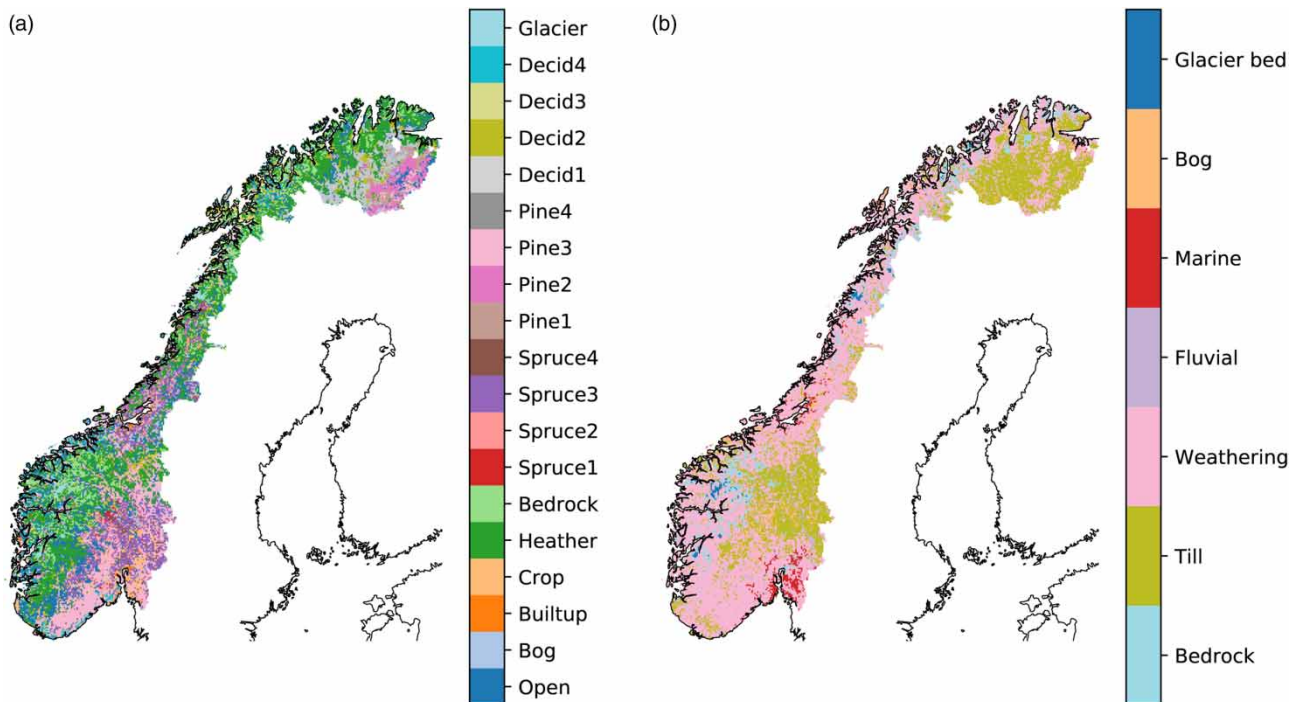 (a)
Glacier
Decid4
Decid3
Decid2
Decid1
Pine4
Pine3
Pine2
Pine1
Spruce4
Spruce3
Spruce2
Spruce1
Bedrock
Heather
Crop
Builtup
Bog
Open
(b)
Glacier bed
Bog
Marine
Fluvial
Weathering
Till
Bedrock